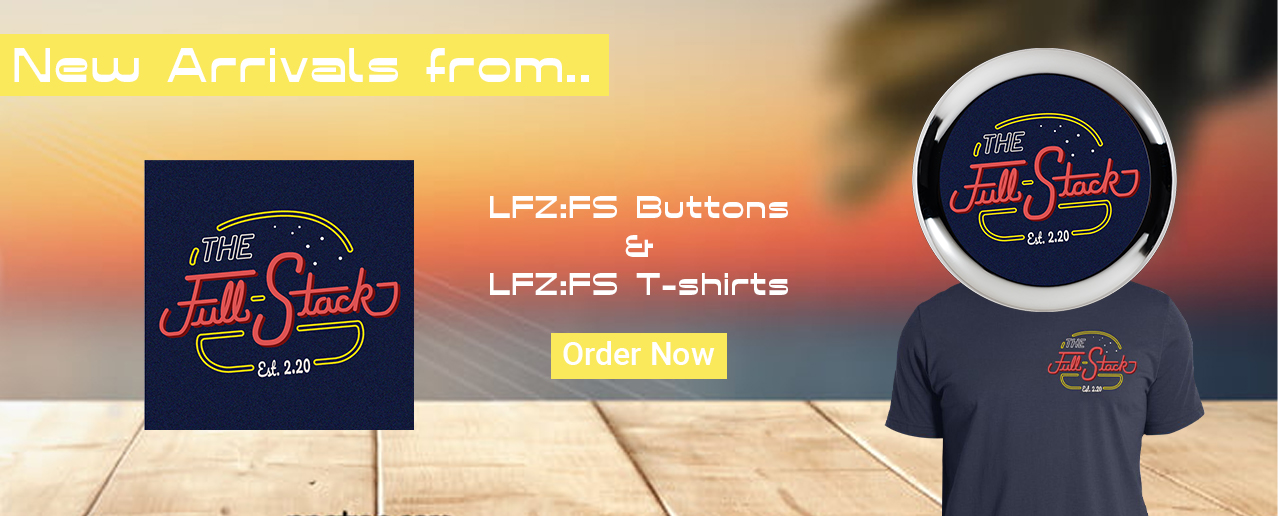 New Arrivals from..
THE
Full-Stack
Est. 2.20
LFZ:FS Buttons
&
LFZ:FS T-shirts
Order Now
THE
Full-Stack
Est. 2.20
THE
Full-Stack
Est. 2.20